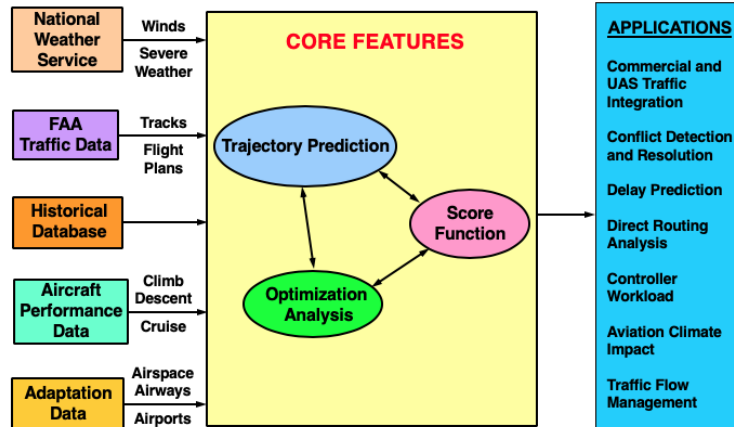 National
Weather
Service
Winds
Severe
Weather
FAA
Traffic Data
Tracks
Flight
Plans
Historical
Database
Aircraft
Performance
Data
Climb
Descent
Cruise
Adaptation
Data
Airspace
Airways
Airports
CORE FEATURES
Trajectory Prediction
Score
Function
Optimization
Analysis
APPLICATIONS
Commercial and
UAS Traffic
Integration
Conflict Detection
and Resolution
Delay Prediction
Direct Routing
Analysis
Controller
Workload
Aviation Climate
Impact
Traffic Flow
Management